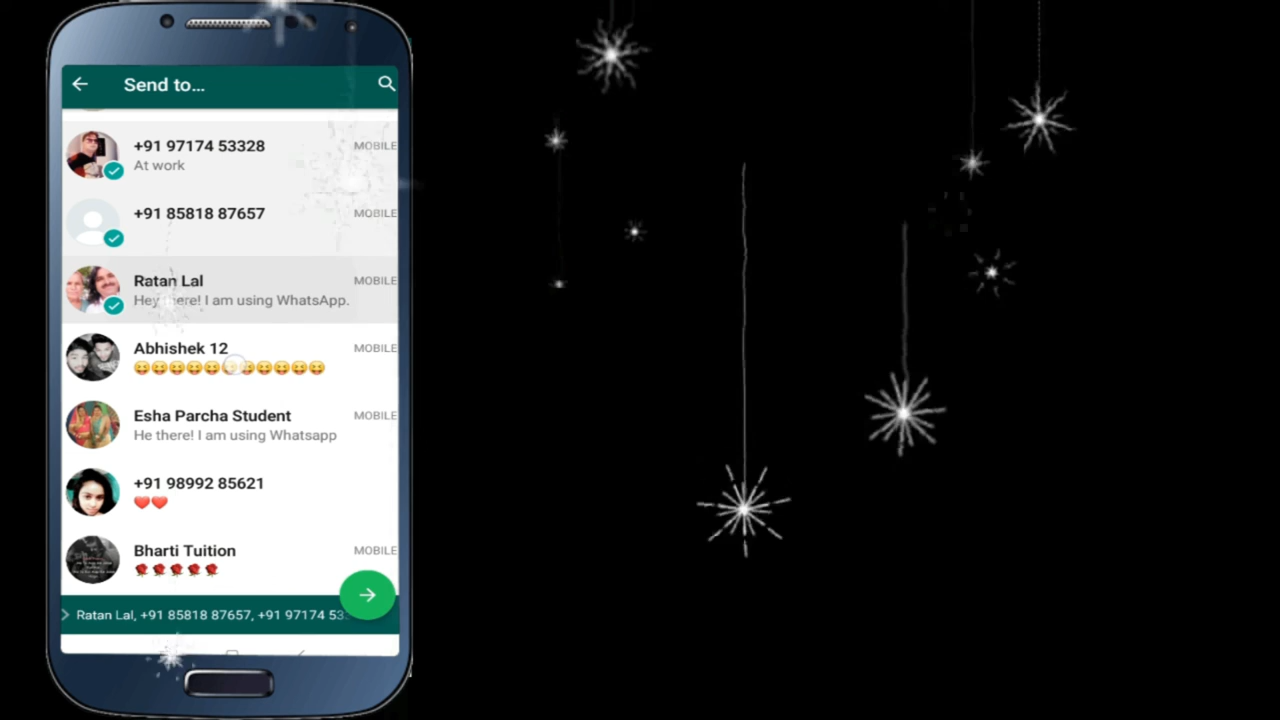 Send to...
+91 97174 53328 MOBILE
At work
+91 85818 87657 MOBILE
Ratan Lal MOBILE
Hey there! I am using WhatsApp.
Abhishek 12 MOBILE
😝😝😝😝😝😝😝😝😝😝😝
Esha Parcha Student MOBILE
He there! I am using Whatsapp
+91 98992 85621
❤️❤️
Bharti Tuition MOBILE
🌹🌹🌹🌹🌹
Ratan Lal, +91 85818 87657, +91 97174 53